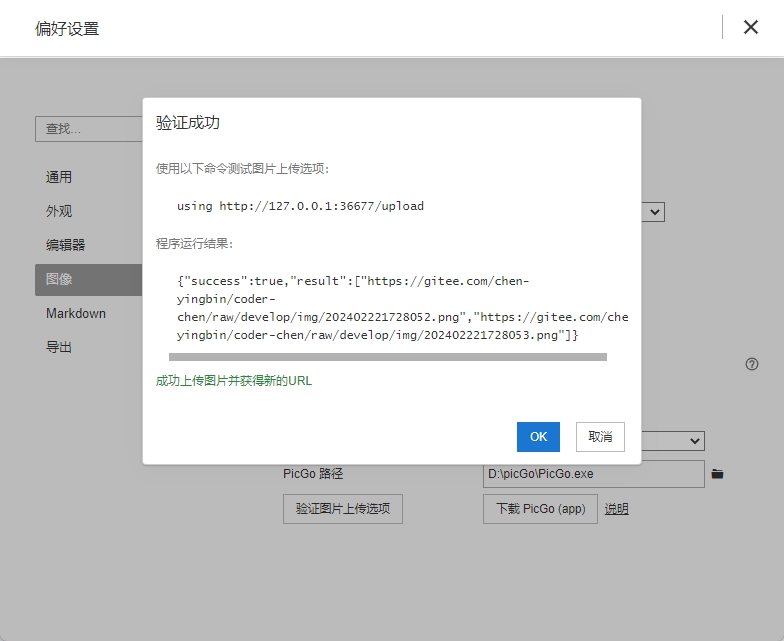 偏好设置
查找...
通用
外观
编辑器
图像
Markdown
导出
验证成功
使用以下命令测试图片上传选项:
using http://127.0.0.1:36677/upload
程序运行结果:
{"success":true,"result":["https://gitee.com/chen-
yingbin/coder-
chen/raw/develop/img/202402221728052.png","https://gitee.com/che
yingbin/coder-chen/raw/develop/img/202402221728053.png"]}
成功上传图片并获得新的URL
OK
取消
PicGo 路径
D:\picGo\PicGo.exe
验证图片上传选项
下载 PicGo (app)
说明